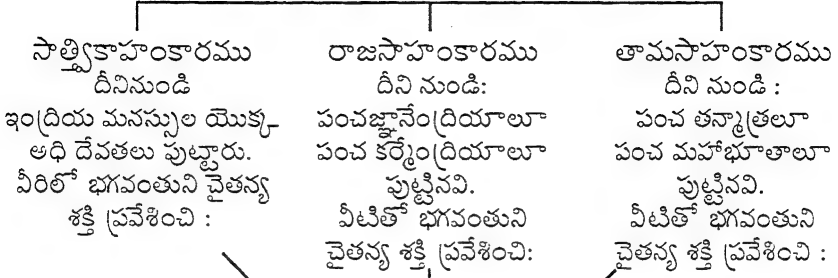 సాత్త్వికాహంకారము
దీనినుండి
ఇంద్రియ మనస్సుల యొక్క
అధి దేవతలు పుట్టారు.
వీరిలో భగవంతుని చైతన్య
శక్తి ప్రవేశించి :
రాజసాహంకారము
దీని నుండి:
పంచజ్ఞానేంద్రియాలూ
పంచ కర్మేంద్రియాలూ
పుట్టినవి.
వీటితో భగవంతుని
చైతన్య శక్తి ప్రవేశించి:
తామసాహంకారము
దీని నుండి :
పంచ తన్మాత్రలూ
పంచ మహాభూతాలూ
పుట్టినవి.
వీటితో భగవంతుని
చైతన్య శక్తి ప్రవేశించి :